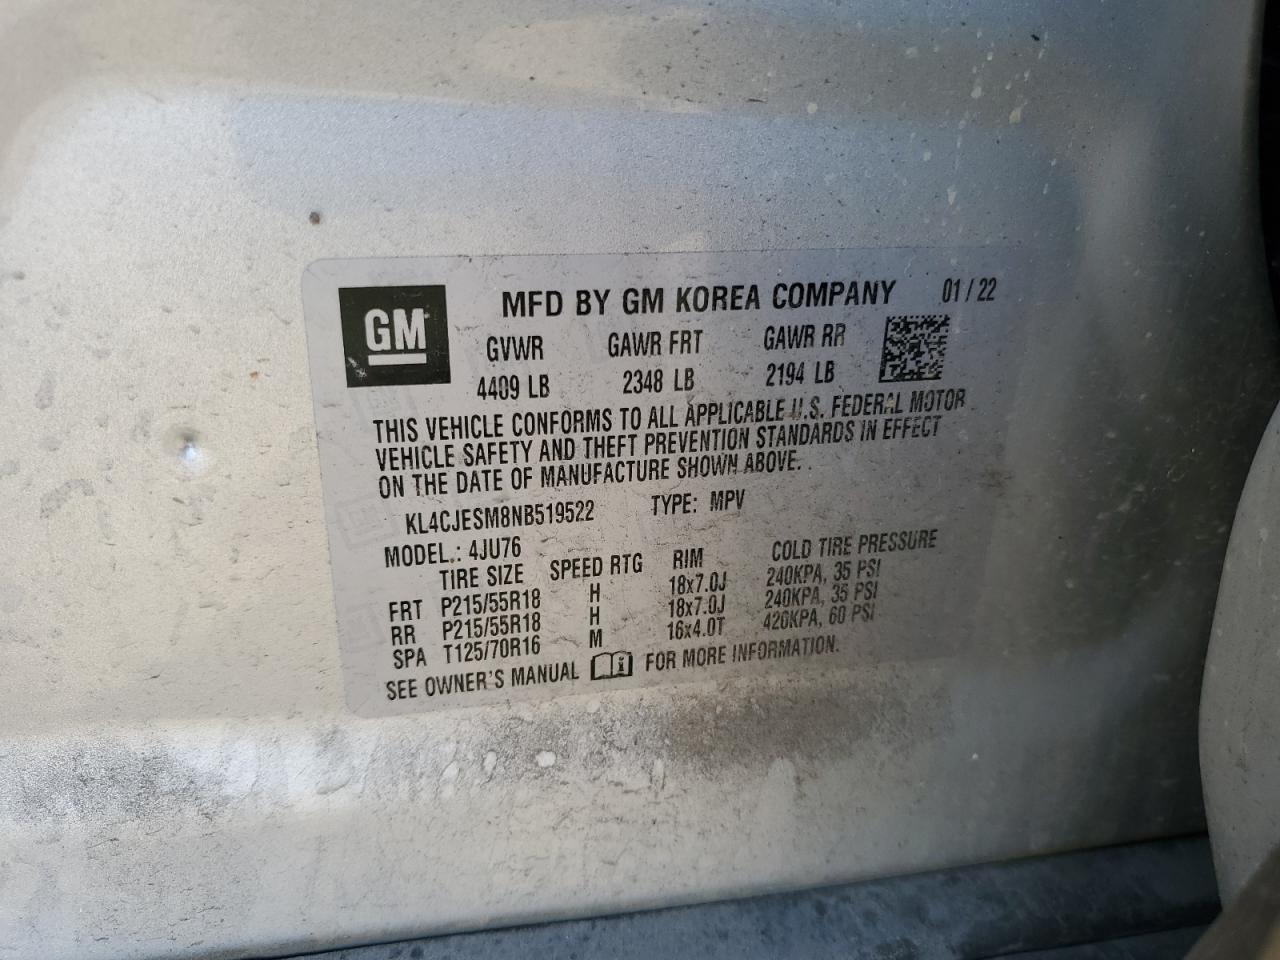 GM
MFD BY GM KOREA COMPANY 01 / 22
GVWR GAWR FRT GAWR RR
4409 LB 2348 LB 2194 LB
THIS VEHICLE CONFORMS TO ALL APPLICABLE U.S. FEDERAL MOTOR
VEHICLE SAFETY AND THEFT PREVENTION STANDARDS IN EFFECT
ON THE DATE OF MANUFACTURE SHOWN ABOVE.
KL4CJESM8NB519522 TYPE: MPV
MODEL.: 4JU76
TIRE SIZE SPEED RTG RIM COLD TIRE PRESSURE
FRT P215/55R18 H 18x7.0J 240KPA, 35 PSI
RR P215/55R18 H 18x7.0J 240KPA, 35 PSI
SPA T125/70R16 M 16x4.0T 420KPA, 60 PSI
SEE OWNER'S MANUAL FOR MORE INFORMATION.